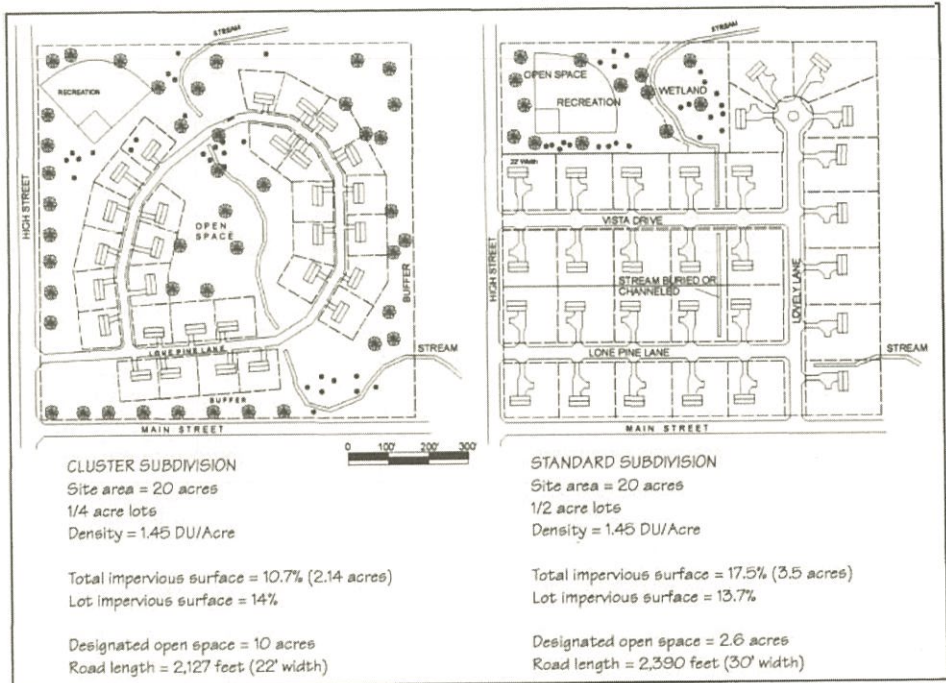 STREAM
RECREATION
HIGH STREET
OPEN
SPACE
BUFFER
LONE PINE LANE
STREAM
BUFFER
MAIN STREET
STREAM
OPEN SPACE
RECREATION
WETLAND
22' Width
VISTA DRIVE
HIGH STREET
STREAM BURIED OR
CHANNELED
LOVELY LANE
LONE PINE LANE
STREAM
MAIN STREET
0 100' 200' 300'
CLUSTER SUBDIVISION
Site area = 20 acres
1/4 acre lots
Density = 1.45 DU/Acre
Total impervious surface = 10.7% (2.14 acres)
Lot impervious surface = 14%
Designated open space = 10 acres
Road length = 2,127 feet (22' width)
STANDARD SUBDIVISION
Site area = 20 acres
1/2 acre lots
Density = 1.45 DU/Acre
Total impervious surface = 17.5% (3.5 acres)
Lot impervious surface = 13.7%
Designated open space = 2.6 acres
Road length = 2,390 feet (30' width)